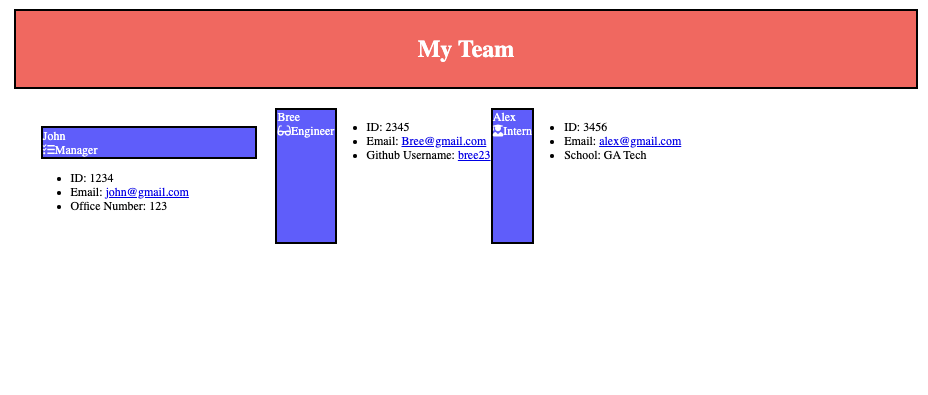 My Team
John
Manager
ID: 1234
Email: john@gmail.com
Office Number: 123
Bree
Engineer
ID: 2345
Email: Bree@gmail.com
Github Username: bree23
Alex
Intern
ID: 3456
Email: alex@gmail.com
School: GA Tech